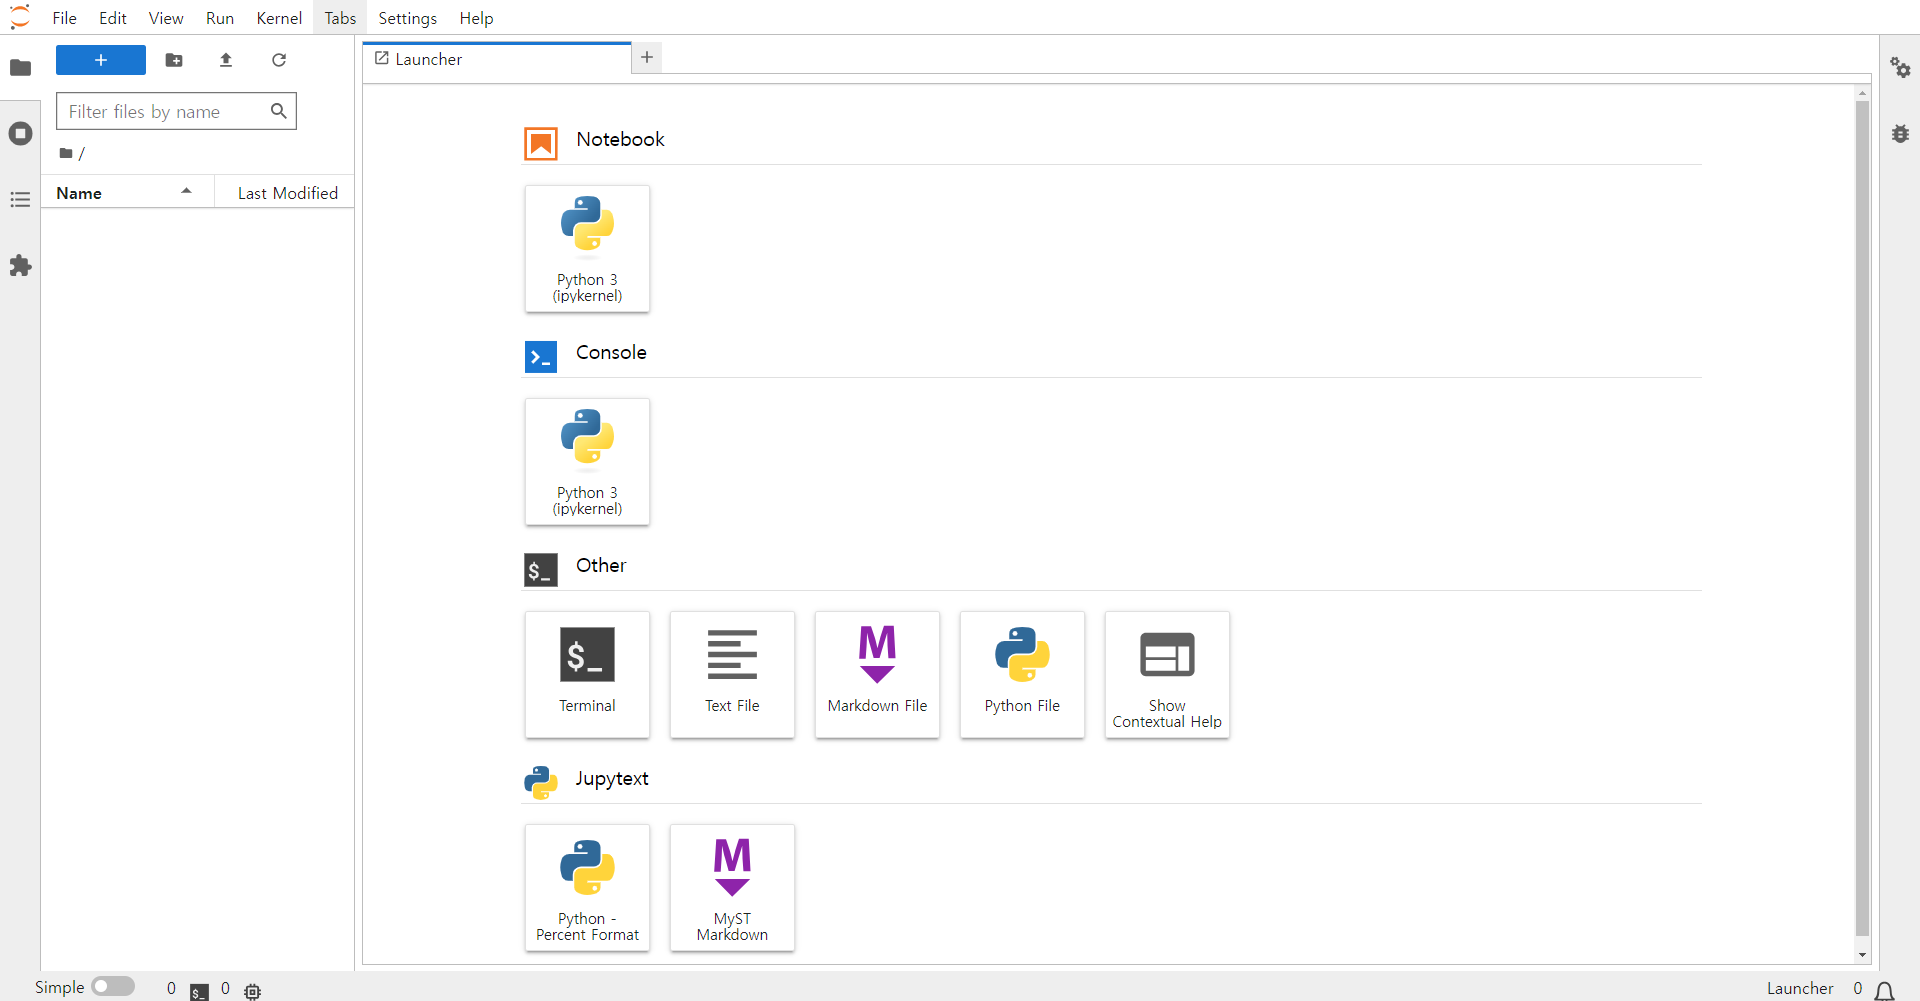 File Edit View Run Kernel Tabs Settings Help
Launcher
Filter files by name
/
Name Last Modified
Notebook
Python 3
(ipykernel)
Console
Python 3
(ipykernel)
Other
$_
Terminal
Text File
Markdown File
Python File
Show
Contextual Help
Jupytext
Python -
Percent Format
MyST
Markdown
Simple 0 $_ 0 Launcher 0